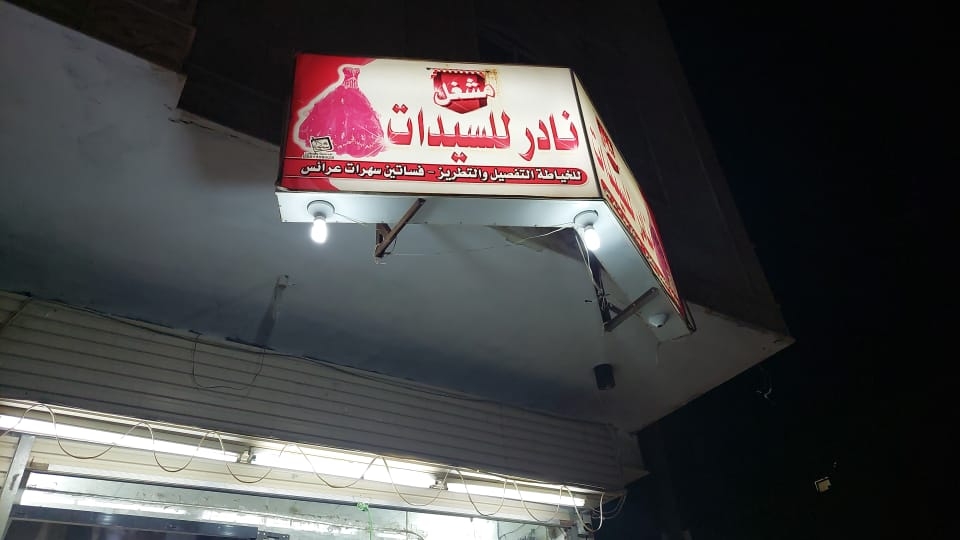 مشغل
نادر للسيدات
للخياطة التفصيل والتطريز - فساتين سهرات عرائس